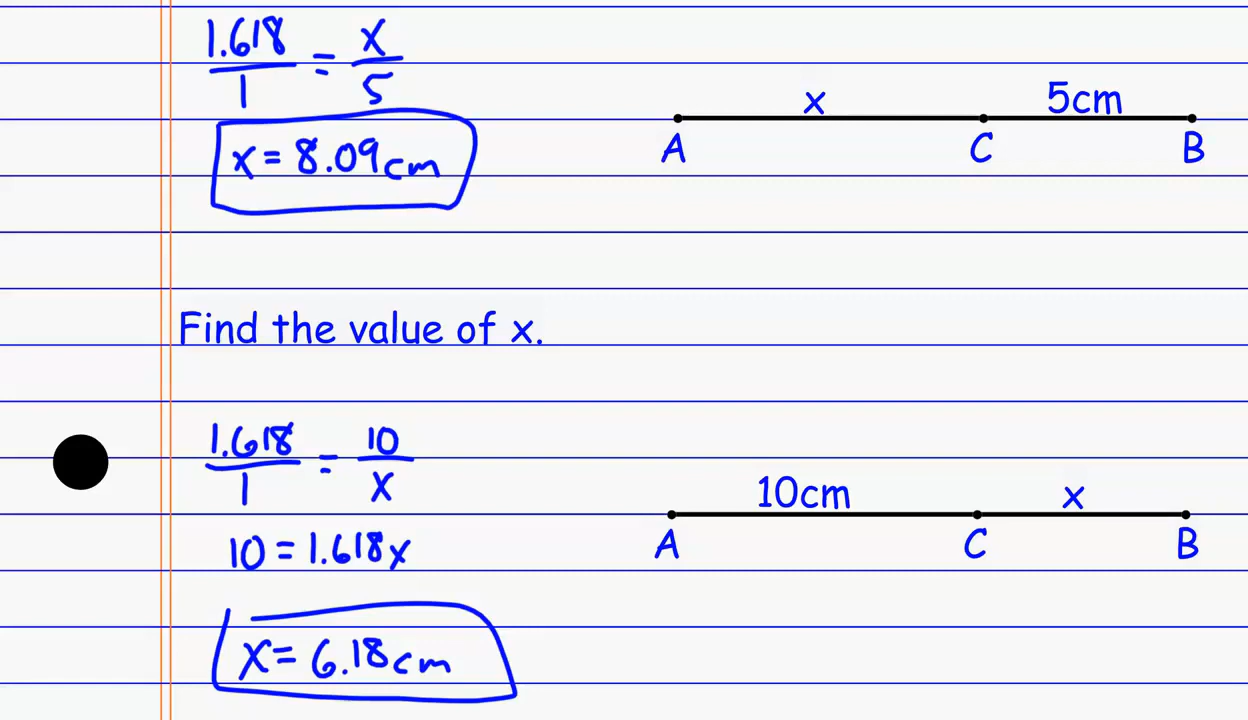 1.618/1 = x/5
x 5cm
A C B
x = 8.09cm
Find the value of x.
1.618/1 = 10/x
10cm x
A C B
10 = 1.618x
x = 6.18cm